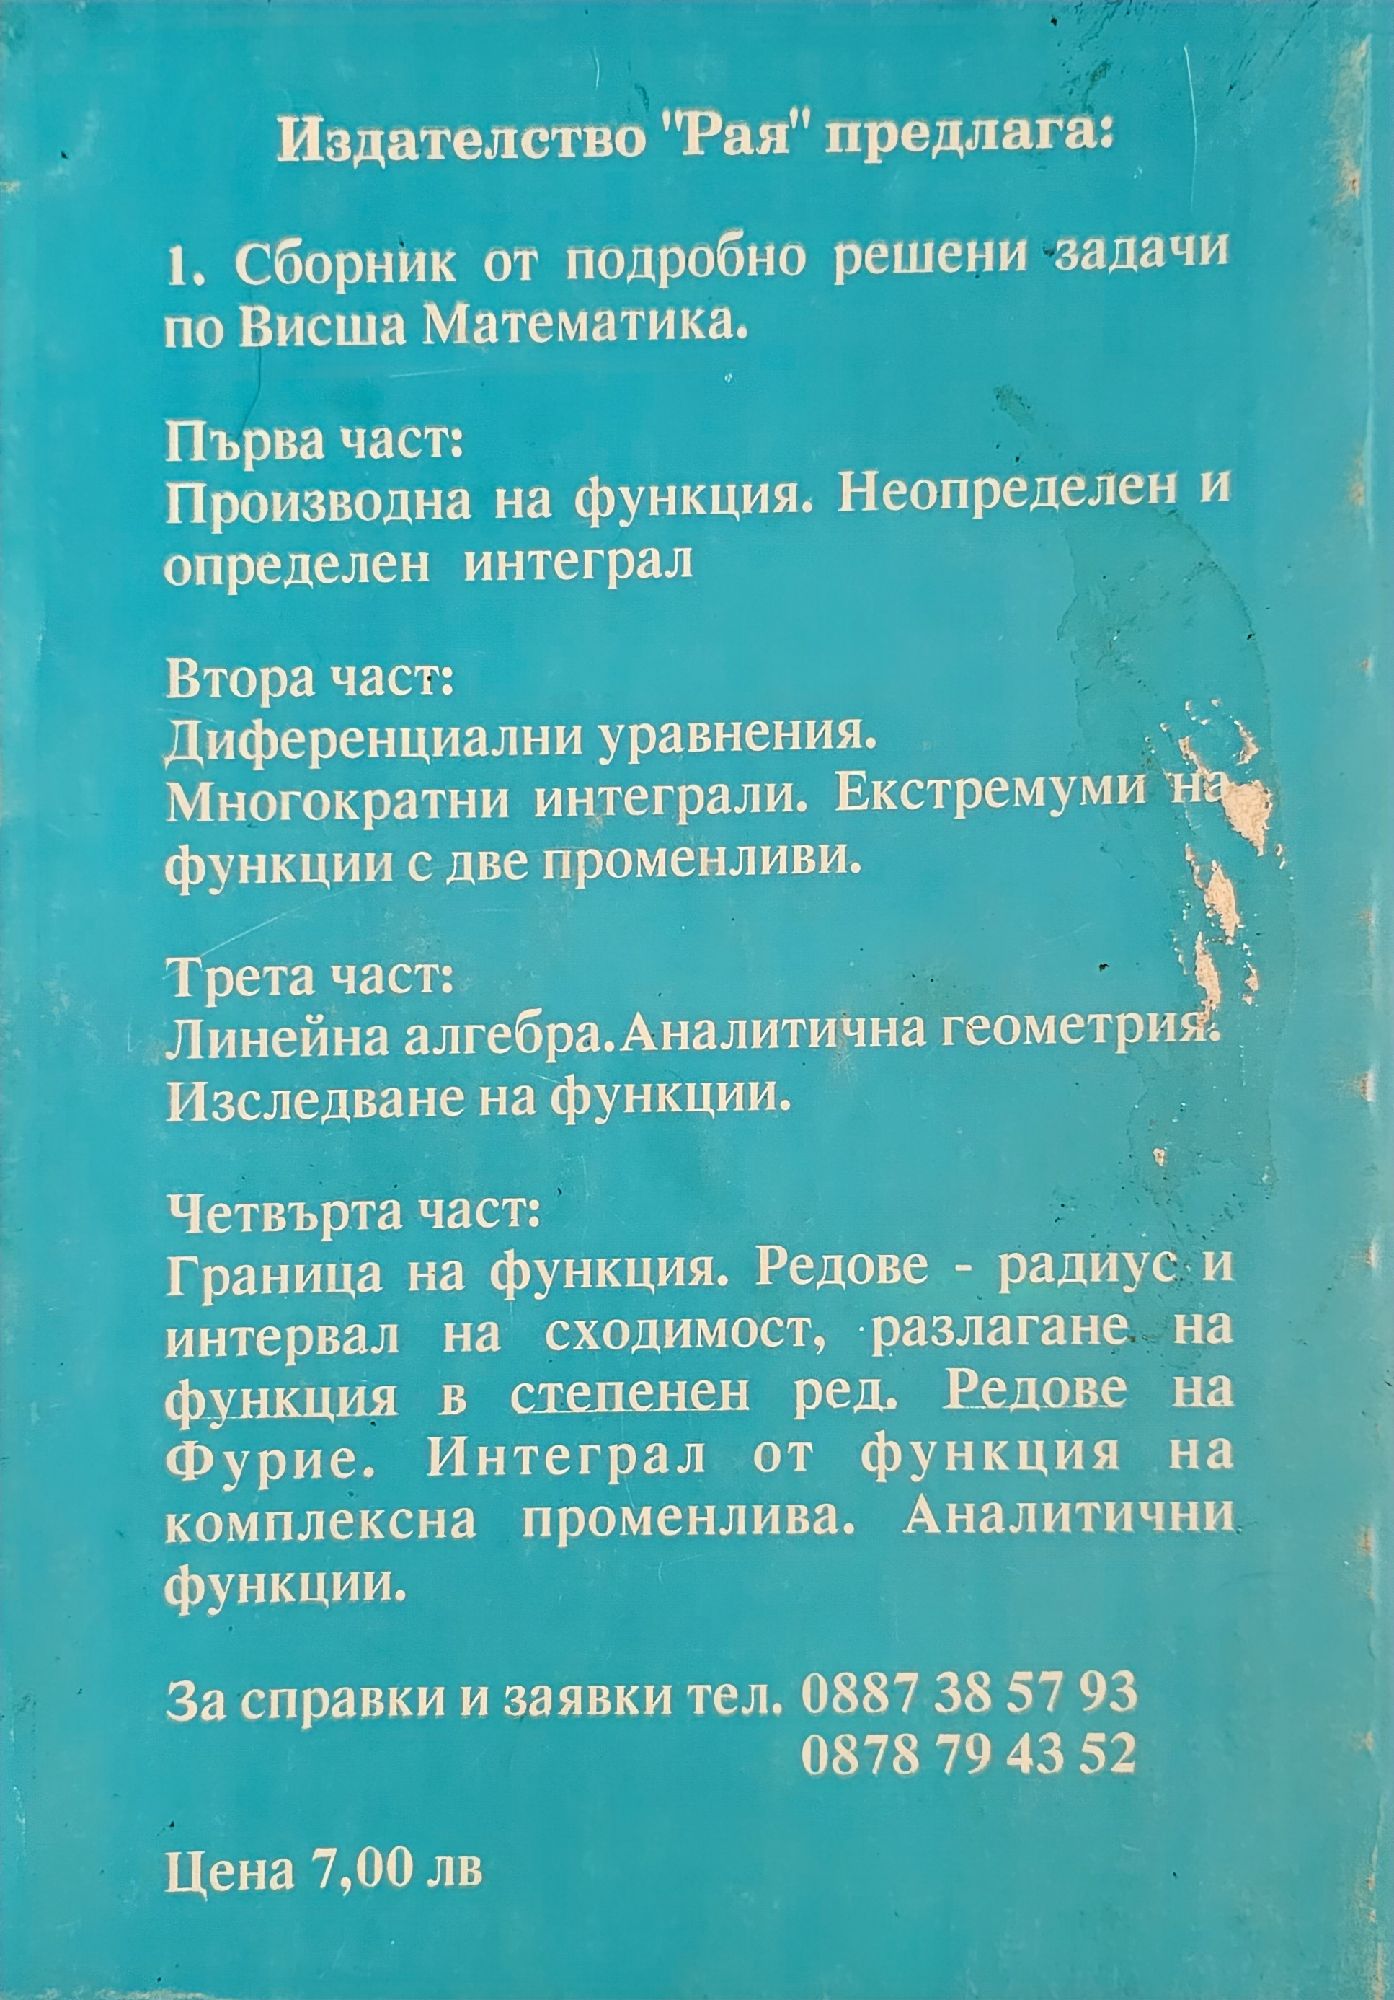 Издателство "Рая" предлага:
1. Сборник от подробно решени задачи
по Висша Математика.
Първа част:
Производна на функция. Неопределен и
определен интеграл
Втора част:
Диференциални уравнения.
Многократни интеграли. Екстремуми на
функции с две променливи.
Трета част:
Линейна алгебра.Аналитична геометрия.
Изследване на функции.
Четвърта част:
Граница на функция. Редове - радиус и
интервал на сходимост, разлагане на
функция в степенен ред. Редове на
Фурие. Интеграл от функция на
комплексна променлива. Аналитични
функции.
За справки и заявки тел. 0887 38 57 93
0878 79 43 52
Цена 7,00 лв